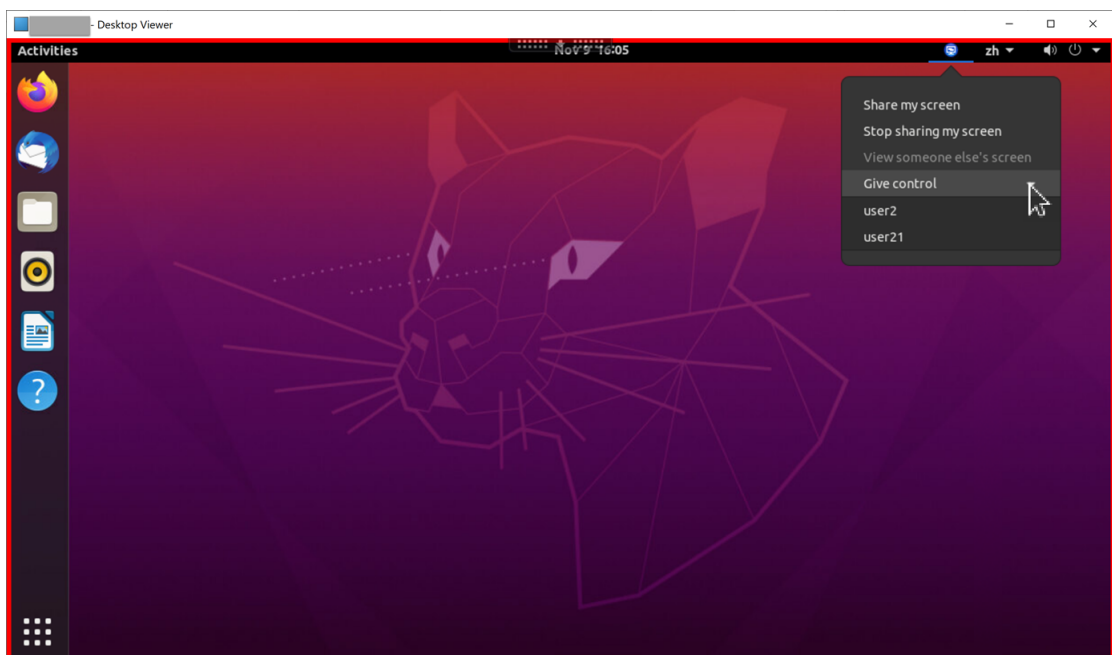 - Desktop Viewer
Activities
Nov 9 16:05
zh
Share my screen
Stop sharing my screen
View someone else's screen
Give control
user2
user21
?